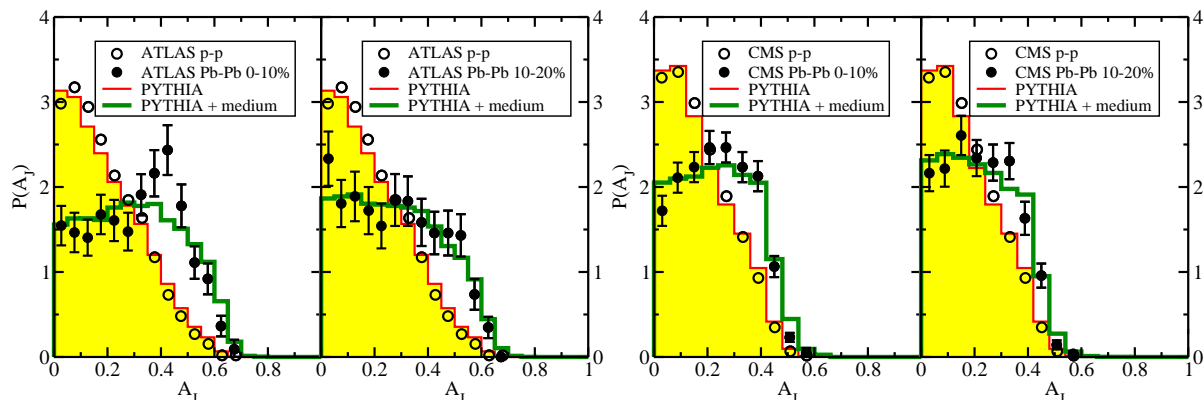 4
3
2
1
0
P(A_J)
ATLAS p-p
ATLAS Pb-Pb 0-10%
PYTHIA
PYTHIA + medium
0 0.2 0.4 0.6 0.8
A_J
ATLAS p-p
ATLAS Pb-Pb 10-20%
PYTHIA
PYTHIA + medium
0 0.2 0.4 0.6 0.8 1
A_J
4
3
2
1
0
4
3
2
1
0
P(A_J)
CMS p-p
CMS Pb-Pb 0-10%
PYTHIA
PYTHIA + medium
0 0.2 0.4 0.6 0.8
A_J
CMS p-p
CMS Pb-Pb 10-20%
PYTHIA
PYTHIA + medium
0 0.2 0.4 0.6 0.8 1
A_J
4
3
2
1
0